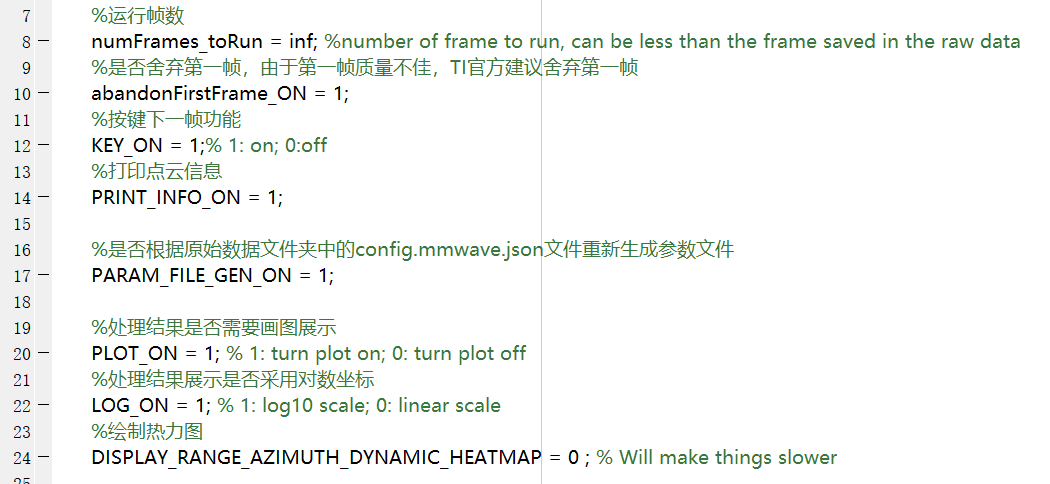 7 %运行帧数
8 numFrames_toRun = inf; %number of frame to run, can be less than the frame saved in the raw data
9 %是否舍弃第一帧，由于第一帧质量不佳，TI官方建议舍弃第一帧
10 abandonFirstFrame_ON = 1;
11 %按键下一帧功能
12 KEY_ON = 1;% 1: on; 0:off
13 %打印点云信息
14 PRINT_INFO_ON = 1;
15
16 %是否根据原始数据文件夹中的config.mmwave.json文件重新生成参数文件
17 PARAM_FILE_GEN_ON = 1;
18
19 %处理结果是否需要画图展示
20 PLOT_ON = 1; % 1: turn plot on; 0: turn plot off
21 %处理结果展示是否采用对数坐标
22 LOG_ON = 1; % 1: log10 scale; 0: linear scale
23 %绘制热力图
24 DISPLAY_RANGE_AZIMUTH_DYNAMIC_HEATMAP = 0 ; % Will make things slower
25